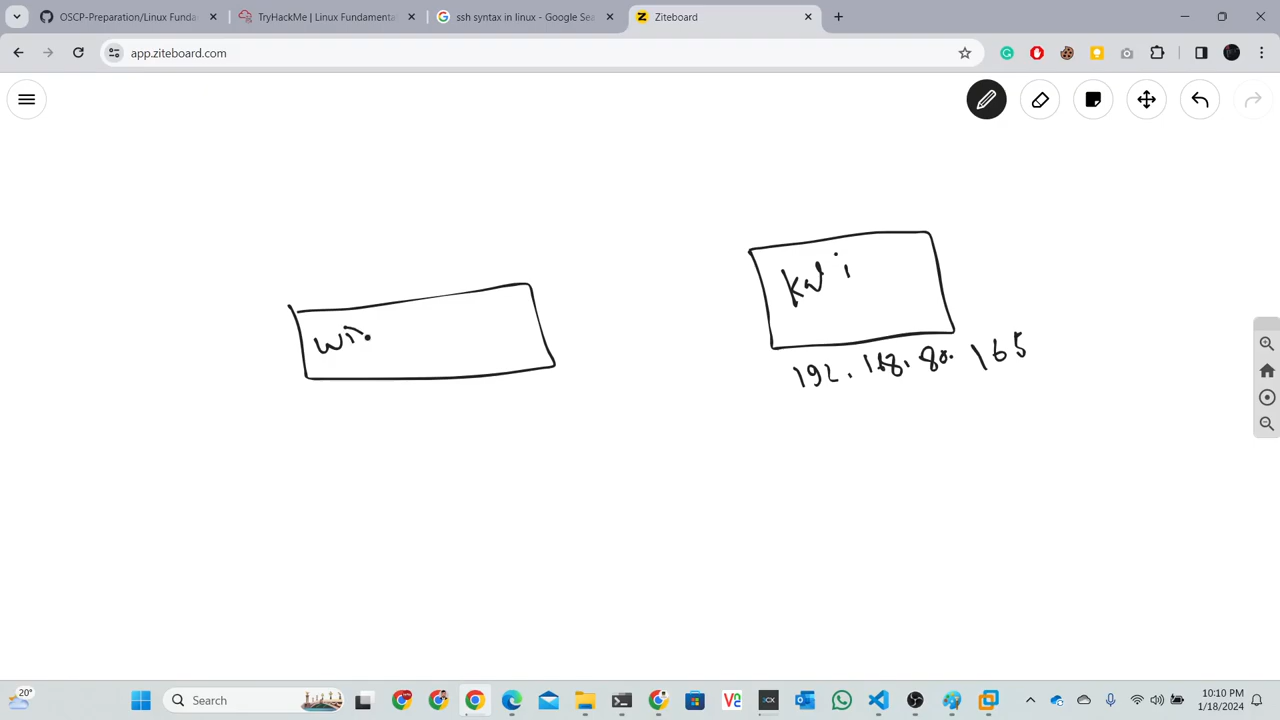 OSCP-Preparation/Linux Funda
TryHackMe | Linux Fundamenta
ssh syntax in linux - Google Sea
Ziteboard
app.ziteboard.com
Kali
win
192.168.80.165
20°
Search
10:10 PM
1/18/2024